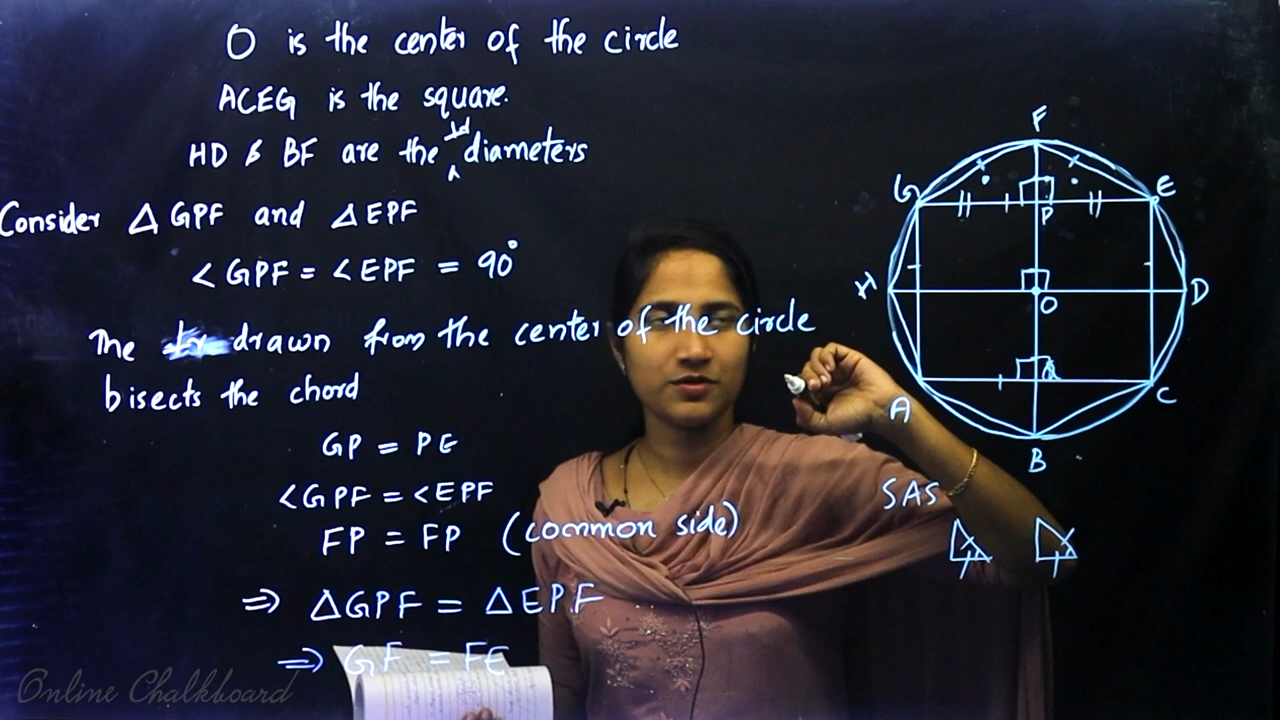 O is the center of the circle
ACEG is the square.
HD & BF are the ⊥d diameters
Consider △ GPF and △ EPF
∠GPF = ∠EPF = 90°
The drawn from the center of the circle
bisects the chord
GP = PE
∠GPF = ∠EPF
FP = FP (common side)
⇒ △GPF = △EPF
⇒ GF = FE
F
G
E
P
H
O
D
Q
A
C
B
SAS
Online Chalkboard